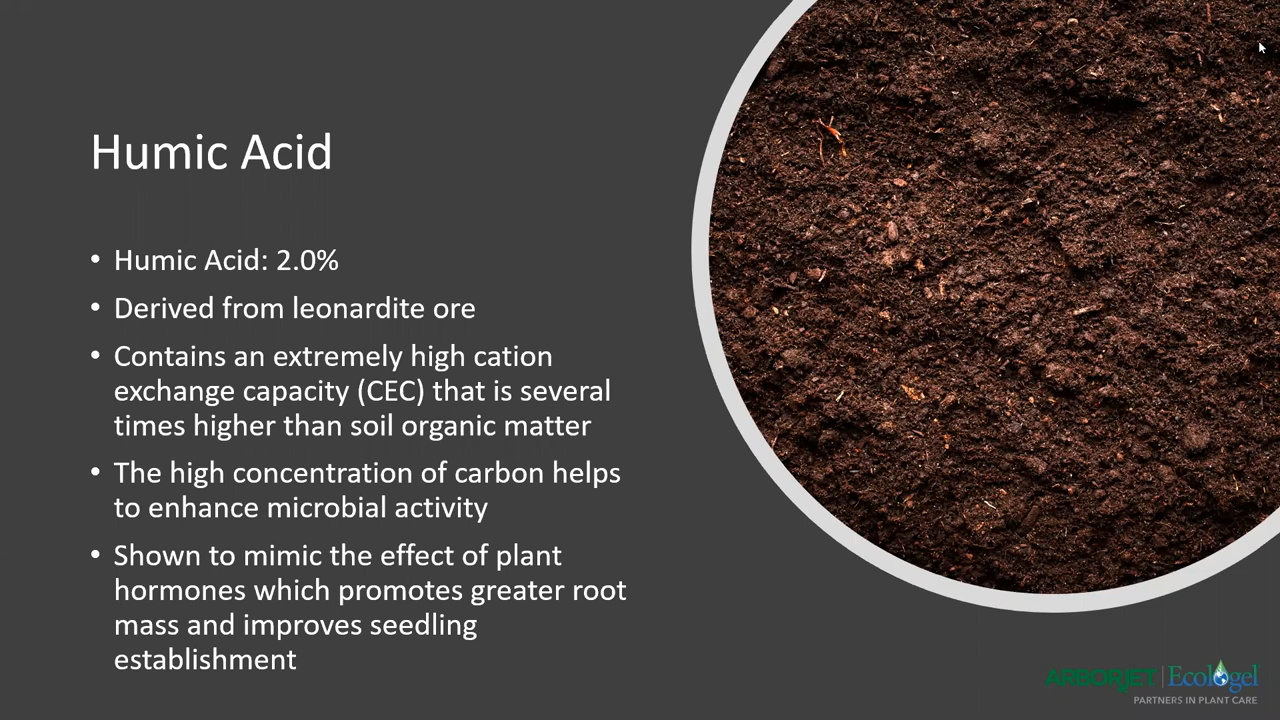 Humic Acid
• Humic Acid: 2.0%
• Derived from leonardite ore
• Contains an extremely high cation
exchange capacity (CEC) that is several
times higher than soil organic matter
• The high concentration of carbon helps
to enhance microbial activity
• Shown to mimic the effect of plant
hormones which promotes greater root
mass and improves seedling
establishment
ARBORJET | Ecologel
PARTNERS IN PLANT CARE